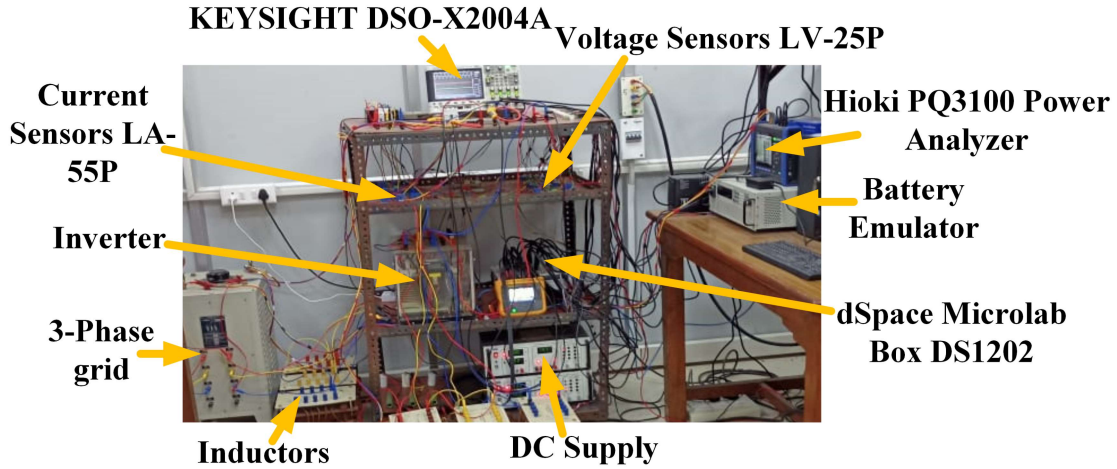 KEYSIGHT DSO-X2004A
Voltage Sensors LV-25P
Current
Sensors LA-
55P
Hioki PQ3100 Power
Analyzer
Battery
Emulator
Inverter
dSpace Microlab
Box DS1202
3-Phase
grid
Inductors
DC Supply